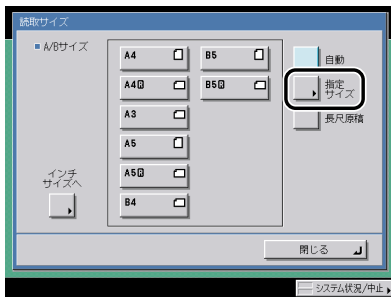 読取サイズ
A/Bサイズ
A4
B5
自動
A4R
B5R
指定
サイズ
A3
長尺原稿
A5
インチ
サイズへ
A5R
B4
閉じる
システム状況/中止